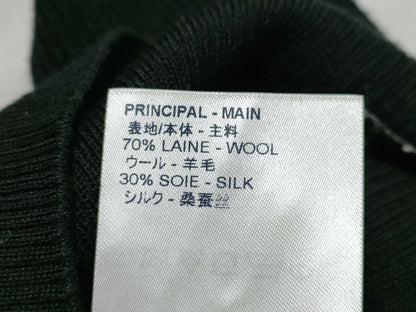 PRINCIPAL - MAIN
表地/本体 - 主料
70% LAINE - WOOL
ウール - 羊毛
30% SOIE - SILK
シルク - 桑蚕丝